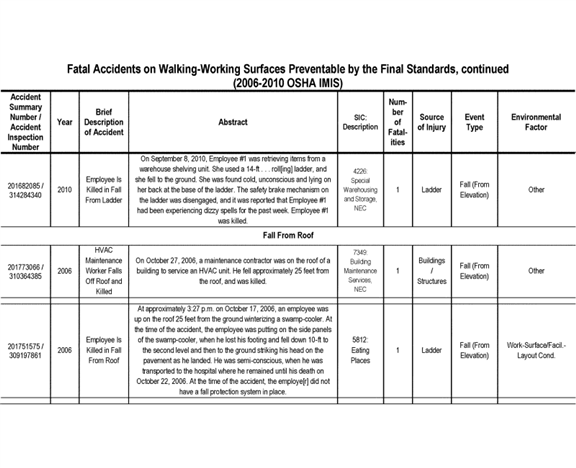 Fatal Accidents on Walking-Working Surfaces Preventable by the Final Standards, continued
(2006-2010 OSHA IMIS)
Accident
Summary
Number /
Accident
Inspection
Number
Year
Brief
Description
of Accident
Abstract
SIC:
Description
Num-
ber
of
Fatal-
ities
Source
of Injury
Event
Type
Environmental
Factor
201682085 /
314284340
2010
Employee Is
Killed in Fall
From Ladder
On September 8, 2010, Employee #1 was retrieving items from a
warehouse shelving unit. She used a 14-ft . . . roll[ing] ladder, and
she fell to the ground. She was found cold, unconscious and lying on
her back at the base of the ladder. The safety brake mechanism on
the ladder was disengaged, and it was reported that Employee #1
had been experiencing dizzy spells for the past week. Employee #1
was killed.
4226:
Special
Warehousing
and Storage,
NEC
1
Ladder
Fall (From
Elevation)
Other
Fall From Roof
201773066 /
310364385
2006
HVAC
Maintenance
Worker Falls
Off Roof and
Killed
On October 27, 2006, a maintenance contractor was on the roof of a
building to service an HVAC unit. He fell approximately 25 feet from
the roof, and was killed.
7349:
Building
Maintenance
Services,
NEC
1
Buildings
/
Structures
Fall (From
Elevation)
Other
201751575 /
309197861
2006
Employee Is
Killed in Fall
From Roof
At approximately 3:27 p.m. on October 17, 2006, an employee was
up on the roof 25 feet from the ground winterizing a swamp-cooler. At
the time of the accident, the employee was putting on the side panels
of the swamp-cooler, when he lost his footing and fell down 10-ft to
the second level and then to the ground striking his head on the
pavement as he landed. He was semi-conscious, when he was
transported to the hospital where he remained until his death on
October 22, 2006. At the time of the accident, the employe[r] did not
have a fall protection system in place.
5812:
Eating
Places
1
Ladder
Fall (From
Elevation)
Work-Surface/Facil.-
Layout Cond.